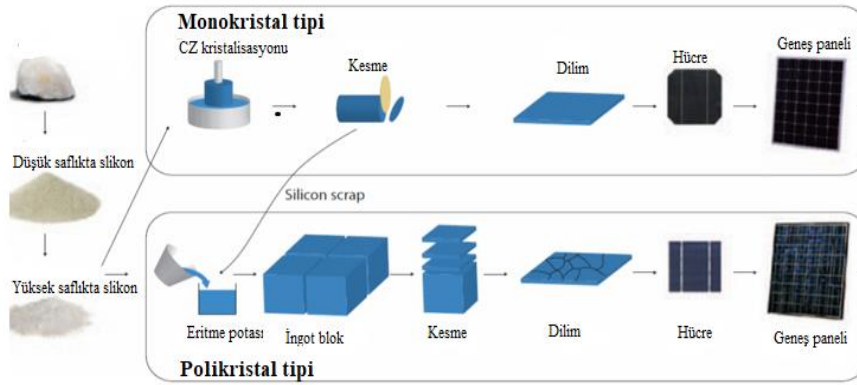 Monokristal tipi
CZ kristalisasyonu
Kesme
Dilim
Hücre
Geneş paneli
Düşük saflıkta slikon
Silicon scrap
Yüksek saflıkta slikon
Eritme potası
İngot blok
Kesme
Dilim
Hücre
Geneş paneli
Polikristal tipi